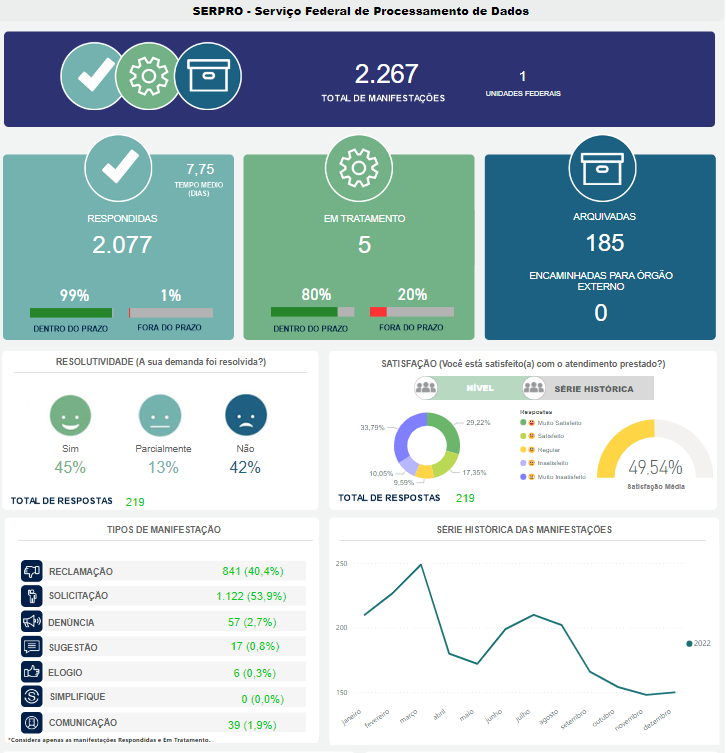 SERPRO - Serviço Federal de Processamento de Dados
2.267
TOTAL DE MANIFESTAÇÕES
1
UNIDADES FEDERAIS
7,75
TEMPO MÉDIO
(DIAS)
RESPONDIDAS
2.077
99%
1%
DENTRO DO PRAZO
FORA DO PRAZO
EM TRATAMENTO
5
80%
20%
DENTRO DO PRAZO
FORA DO PRAZO
ARQUIVADAS
185
ENCAMINHADAS PARA ÓRGÃO
EXTERNO
0
RESOLUTIVIDADE (A sua demanda foi resolvida?)
Sim
Parcialmente
Não
45%
13%
42%
TOTAL DE RESPOSTAS 219
SATISFAÇÃO (Você está satisfeito(a) com o atendimento prestado?)
NÍVEL
SÉRIE HISTÓRICA
33,79%
29,22%
10,05%
9,59%
17,35%
Respostas
Muito Satisfeito
Satisfeito
Regular
Insatisfeito
Muito Insatisfeito
49,54%
Satisfação Média
TOTAL DE RESPOSTAS 219
TIPOS DE MANIFESTAÇÃO
RECLAMAÇÃO 841 (40,4%)
SOLICITAÇÃO 1.122 (53,9%)
DENÚNCIA 57 (2,7%)
SUGESTÃO 17 (0,8%)
ELOGIO 6 (0,3%)
SIMPLIFIQUE 0 (0,0%)
COMUNICAÇÃO 39 (1,9%)
*Considera apenas as manifestações Respondidas e Em Tratamento.
SÉRIE HISTÓRICA DAS MANIFESTAÇÕES
250
200
150
2022
janeiro
fevereiro
março
abril
maio
junho
julho
agosto
setembro
outubro
novembro
dezembro